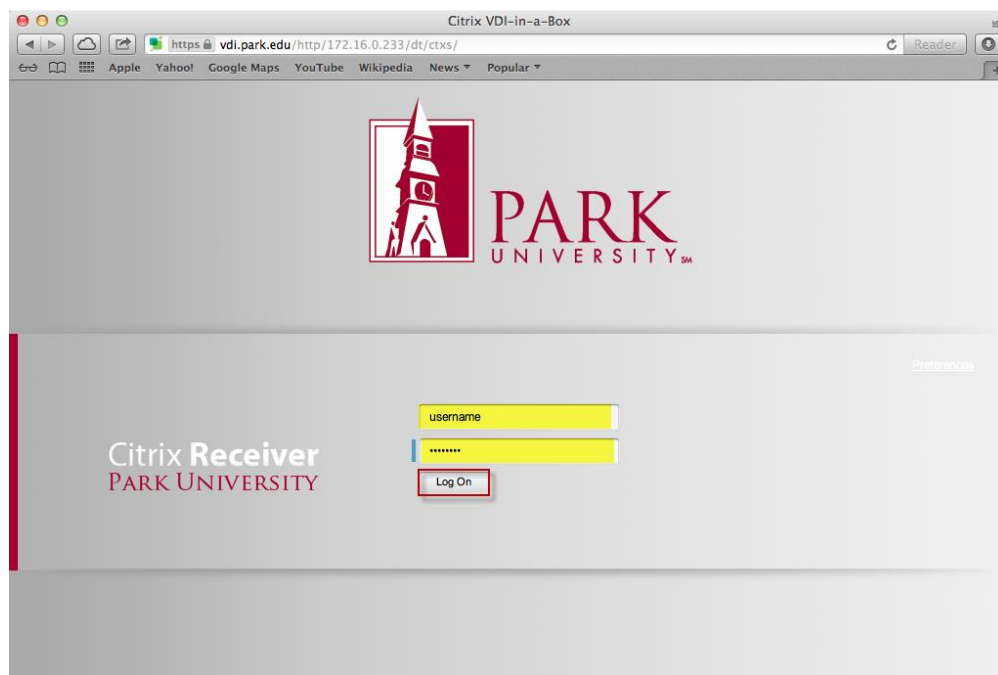 Citrix VDI-in-a-Box
https vdi.park.edu/http/172.16.0.233/dt/ctxs/
Reader
Apple Yahoo! Google Maps YouTube Wikipedia News Popular
PARK
UNIVERSITY SM
Preferences
username
••••••••
Citrix Receiver
PARK UNIVERSITY
Log On